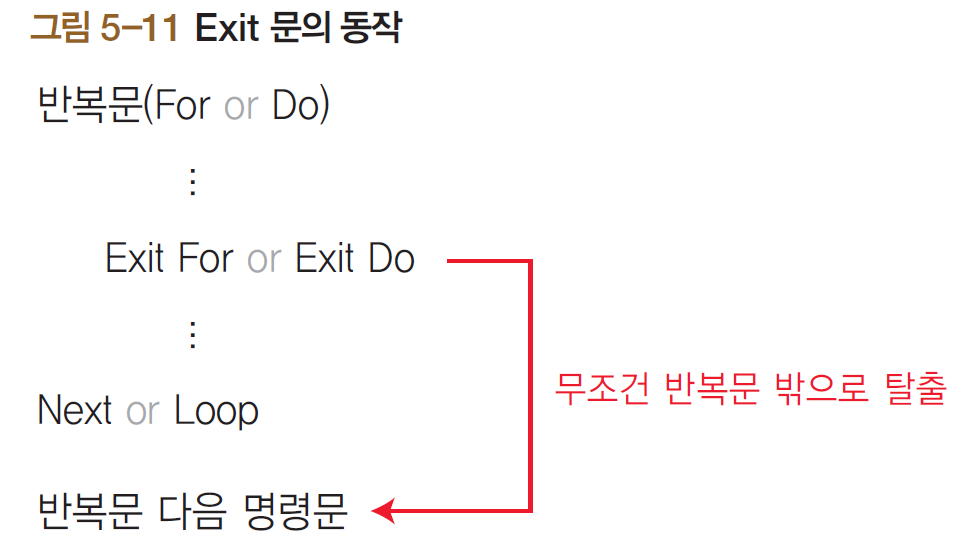 그림 5-11 Exit 문의 동작
반복문(For or Do)
⋮
Exit For or Exit Do
⋮
무조건 반복문 밖으로 탈출
Next or Loop
반복문 다음 명령문